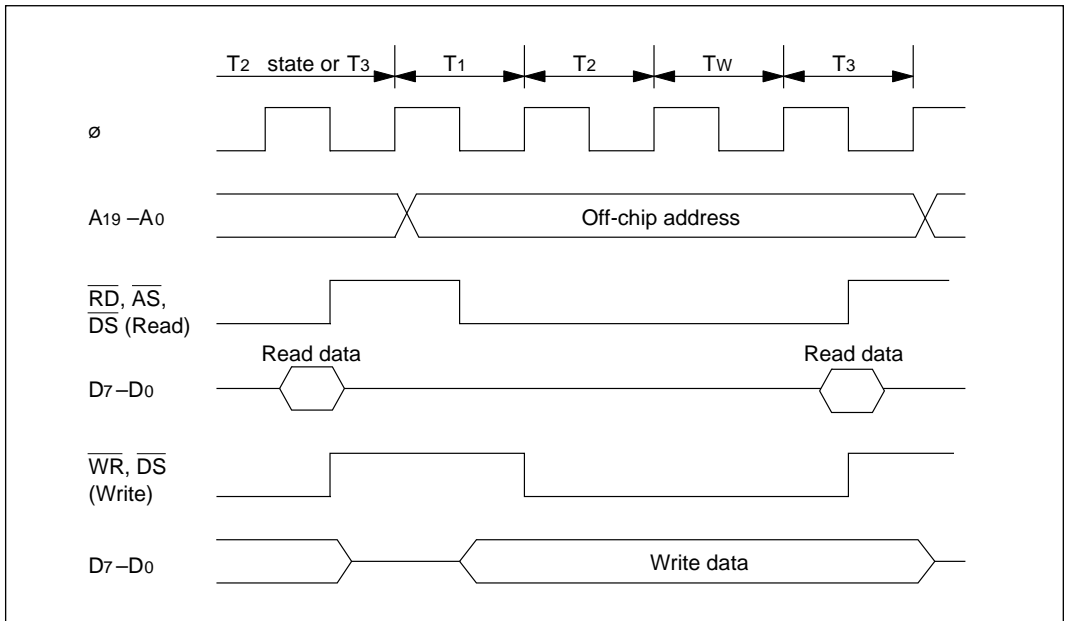 T2 state or T3 T1 T2 TW T3
ø
A19 –A0 Off-chip address
RD, AS,
DS (Read)
Read data Read data
D7–D0
WR, DS
(Write)
D7–D0 Write data